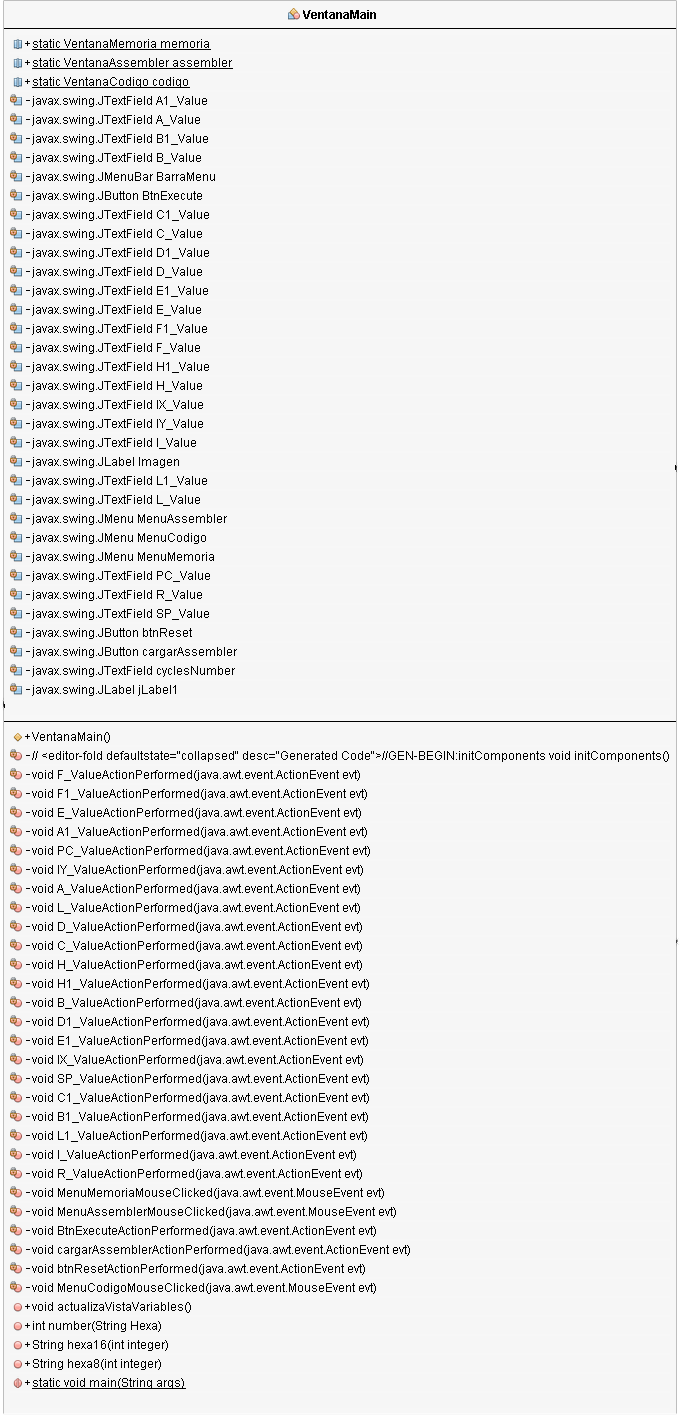 VentanaMain
+static VentanaMemoria memoria
+static VentanaAssembler assembler
+static VentanaCodigo codigo
-javax.swing.JTextField A1_Value
-javax.swing.JTextField A_Value
-javax.swing.JTextField B1_Value
-javax.swing.JTextField B_Value
-javax.swing.JMenuBar BarraMenu
-javax.swing.JButton BtnExecute
-javax.swing.JTextField C1_Value
-javax.swing.JTextField C_Value
-javax.swing.JTextField D1_Value
-javax.swing.JTextField D_Value
-javax.swing.JTextField E1_Value
-javax.swing.JTextField E_Value
-javax.swing.JTextField F1_Value
-javax.swing.JTextField F_Value
-javax.swing.JTextField H1_Value
-javax.swing.JTextField H_Value
-javax.swing.JTextField IX_Value
-javax.swing.JTextField IY_Value
-javax.swing.JTextField I_Value
-javax.swing.JLabel Imagen
-javax.swing.JTextField L1_Value
-javax.swing.JTextField L_Value
-javax.swing.JMenu MenuAssembler
-javax.swing.JMenu MenuCodigo
-javax.swing.JMenu MenuMemoria
-javax.swing.JTextField PC_Value
-javax.swing.JTextField R_Value
-javax.swing.JTextField SP_Value
-javax.swing.JButton btnReset
-javax.swing.JButton cargarAssembler
-javax.swing.JTextField cyclesNumber
-javax.swing.JLabel jLabel1
+VentanaMain()
-// <editor-fold defaultstate="collapsed" desc="Generated Code">//GEN-BEGIN:initComponents void initComponents()
-void F_ValueActionPerformed(java.awt.event.ActionEvent evt)
-void F1_ValueActionPerformed(java.awt.event.ActionEvent evt)
-void E_ValueActionPerformed(java.awt.event.ActionEvent evt)
-void A1_ValueActionPerformed(java.awt.event.ActionEvent evt)
-void PC_ValueActionPerformed(java.awt.event.ActionEvent evt)
-void IY_ValueActionPerformed(java.awt.event.ActionEvent evt)
-void A_ValueActionPerformed(java.awt.event.ActionEvent evt)
-void L_ValueActionPerformed(java.awt.event.ActionEvent evt)
-void D_ValueActionPerformed(java.awt.event.ActionEvent evt)
-void C_ValueActionPerformed(java.awt.event.ActionEvent evt)
-void H_ValueActionPerformed(java.awt.event.ActionEvent evt)
-void H1_ValueActionPerformed(java.awt.event.ActionEvent evt)
-void B_ValueActionPerformed(java.awt.event.ActionEvent evt)
-void D1_ValueActionPerformed(java.awt.event.ActionEvent evt)
-void E1_ValueActionPerformed(java.awt.event.ActionEvent evt)
-void IX_ValueActionPerformed(java.awt.event.ActionEvent evt)
-void SP_ValueActionPerformed(java.awt.event.ActionEvent evt)
-void C1_ValueActionPerformed(java.awt.event.ActionEvent evt)
-void B1_ValueActionPerformed(java.awt.event.ActionEvent evt)
-void L1_ValueActionPerformed(java.awt.event.ActionEvent evt)
-void I_ValueActionPerformed(java.awt.event.ActionEvent evt)
-void R_ValueActionPerformed(java.awt.event.ActionEvent evt)
-void MenuMemoriaMouseClicked(java.awt.event.MouseEvent evt)
-void MenuAssemblerMouseClicked(java.awt.event.MouseEvent evt)
-void BtnExecuteActionPerformed(java.awt.event.ActionEvent evt)
-void cargarAssemblerActionPerformed(java.awt.event.ActionEvent evt)
-void btnResetActionPerformed(java.awt.event.ActionEvent evt)
-void MenuCodigoMouseClicked(java.awt.event.MouseEvent evt)
+void actualizaVistaVariables()
+int number(String Hexa)
+String hexa16(int integer)
+String hexa8(int integer)
+static void main(String args)